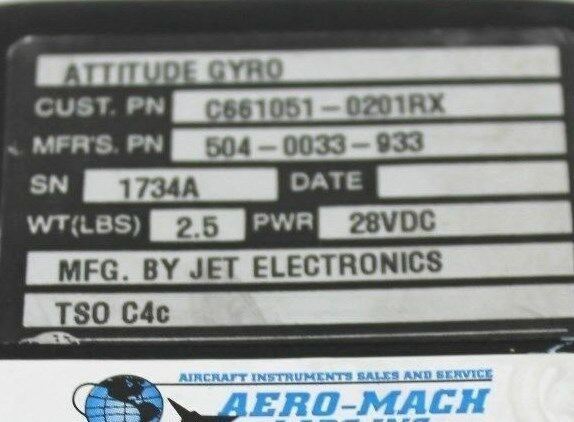 ATTITUDE GYRO
CUST. PN C661051-0201RX
MFR'S. PN 504-0033-933
SN 1734A DATE
WT(LBS) 2.5 PWR 28VDC
MFG. BY JET ELECTRONICS
TSO C4c
AIRCRAFT INSTRUMENTS SALES AND SERVICE
AERO-MACH